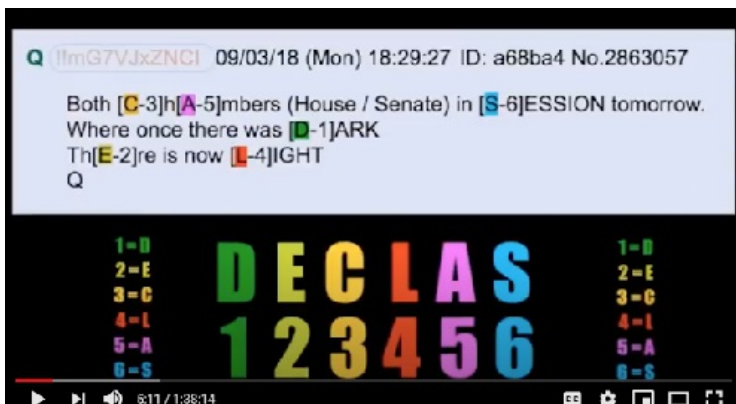 Q !!mG7VJxZNCI 09/03/18 (Mon) 18:29:27 ID: a68ba4 No.2863057
Both [C-3]h[A-5]mbers (House / Senate) in [S-6]ESSION tomorrow.
Where once there was [D-1]ARK
Th[E-2]re is now [L-4]IGHT
Q
1=D
2=E
3=C
4=L
5=A
6=S
DECLAS
123456
1=D
2=E
3=C
4=L
5=A
6=S
6:11 / 1:38:14
CC